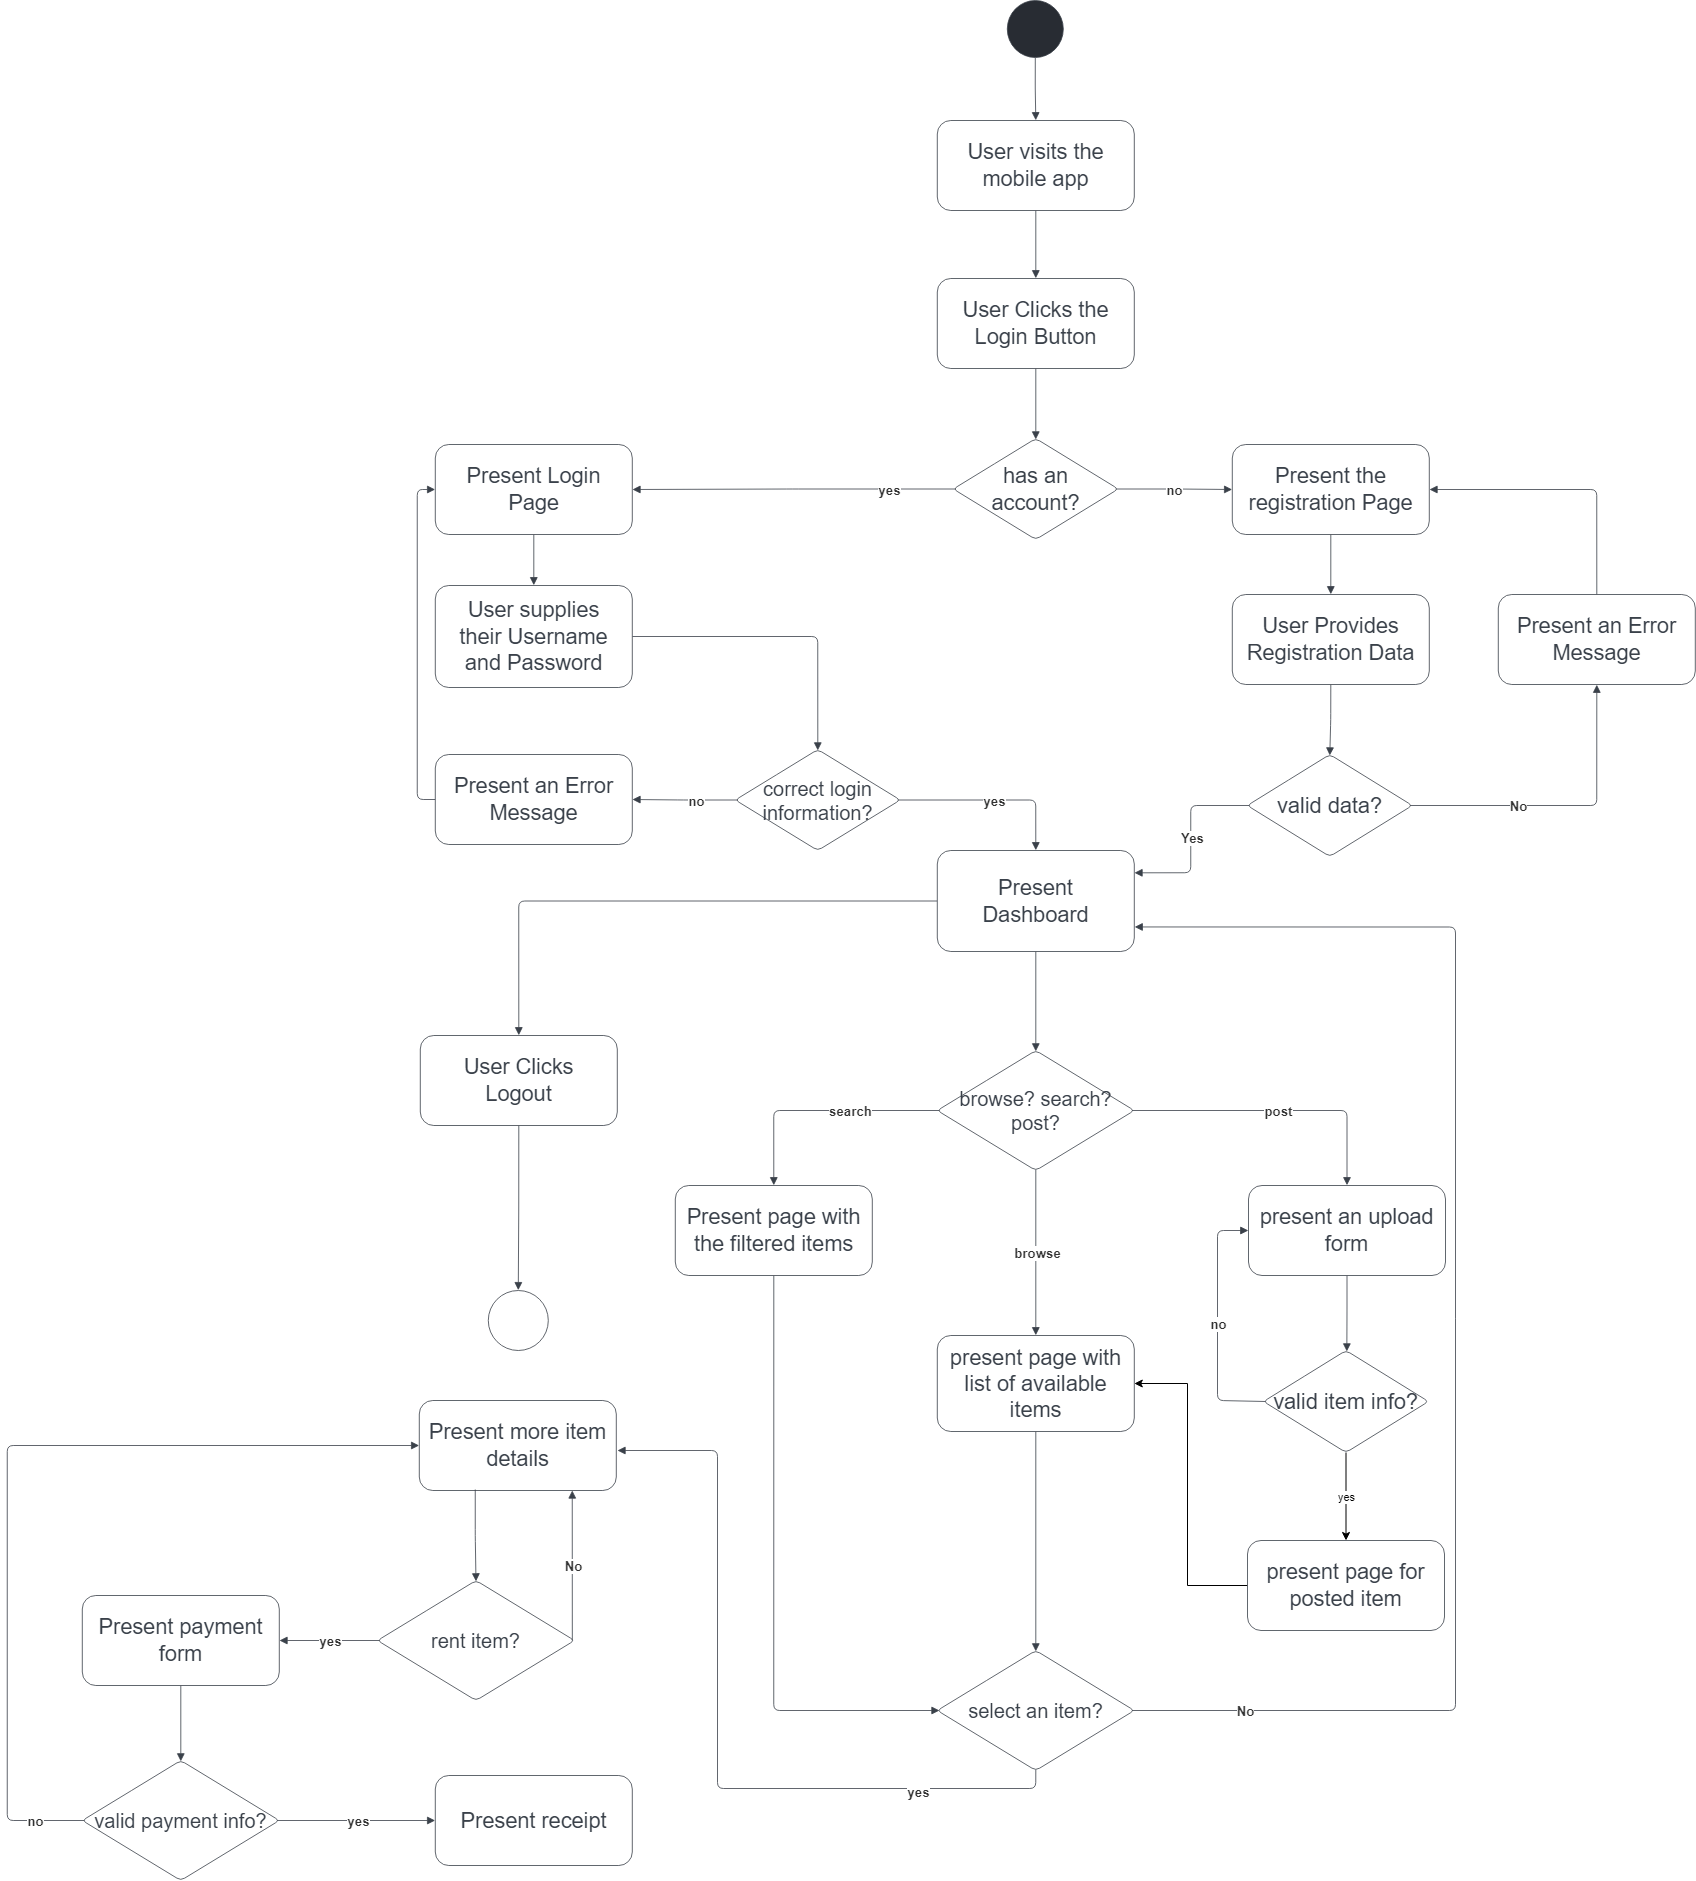 User visits the
mobile app
User Clicks the
Login Button
Present Login
Page
yes
has an
account?
no
Present the
registration Page
User supplies
their Username
and Password
User Provides
Registration Data
Present an Error
Message
Present an Error
Message
no
correct login
information?
yes
valid data?
No
Yes
Present
Dashboard
User Clicks
Logout
search
browse? search?
post?
post
Present page with
the filtered items
browse
present an upload
form
no
present page with
list of available
items
valid item info?
yes
Present more item
details
No
present page for
posted item
Present payment
form
yes
rent item?
select an item?
No
yes
no
valid payment info?
yes
Present receipt